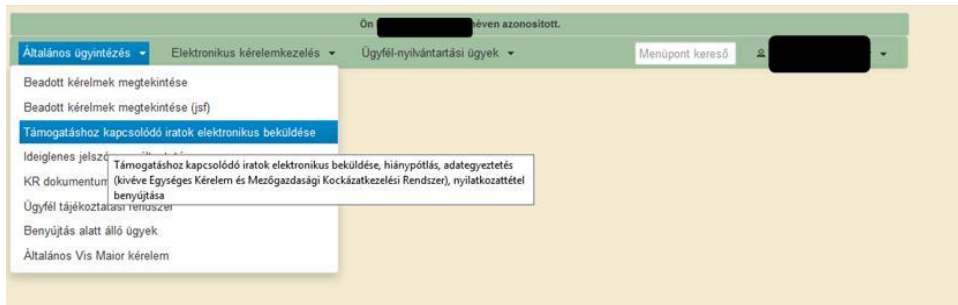 Ön néven azonosított.
Általános ügyintézés Elektronikus kérelemkezelés Ügyfél-nyilvántartási ügyek Menüpont kereső
Beadott kérelmek megtekintése
Beadott kérelmek megtekintése (jsf)
Támogatáshoz kapcsolódó iratok elektronikus beküldése
Ideiglenes
Támogatáshoz kapcsolódó iratok elektronikus beküldése, hiánypótlás, adategyeztetés
KR (kivéve Egységes Kérelem és Mezőgazdasági Kockázatkezelési Rendszer), nyilatkozattétel
benyújtása
Ügyfél tájékoztatási rendszer
Benyújtás alatt álló ügyek
Általános Vis Maior kérelem